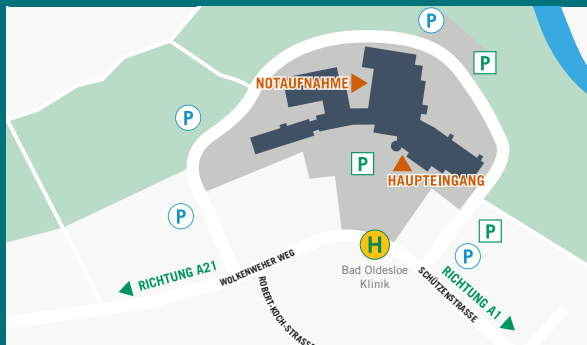 P
P
NOTAUFNAHME
P
P
HAUPTEINGANG
P
P
H
P
Bad Oldesloe
Klinik
RICHTUNG A21
WOLKENWEHER WEG
ROBERT-KOCH-STRASSE
SCHÜTZENSTRASSE
RICHTUNG A1